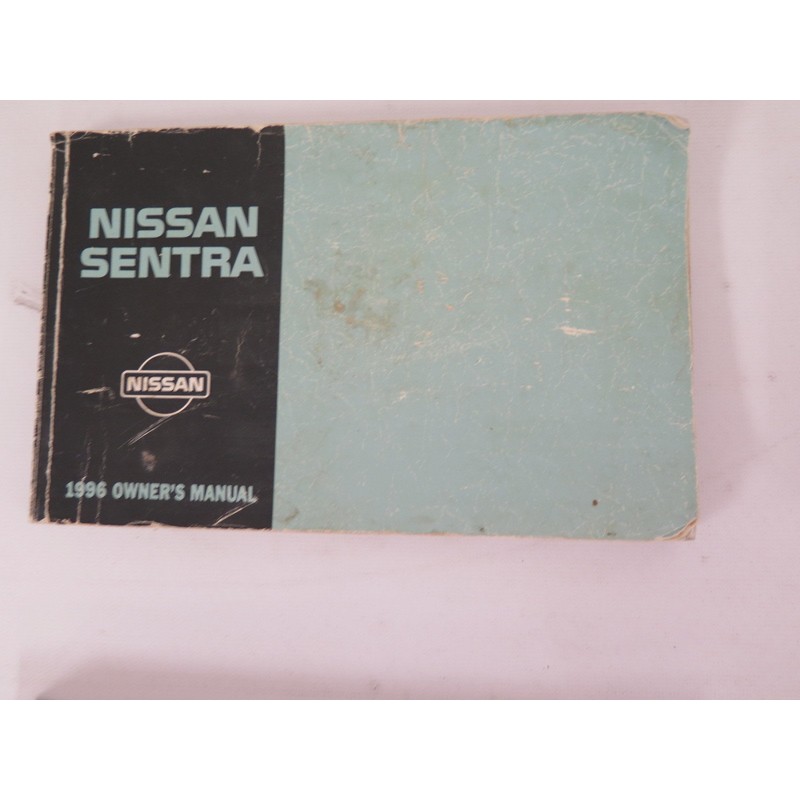 NISSAN
SENTRA
NISSAN
1996 OWNER'S MANUAL